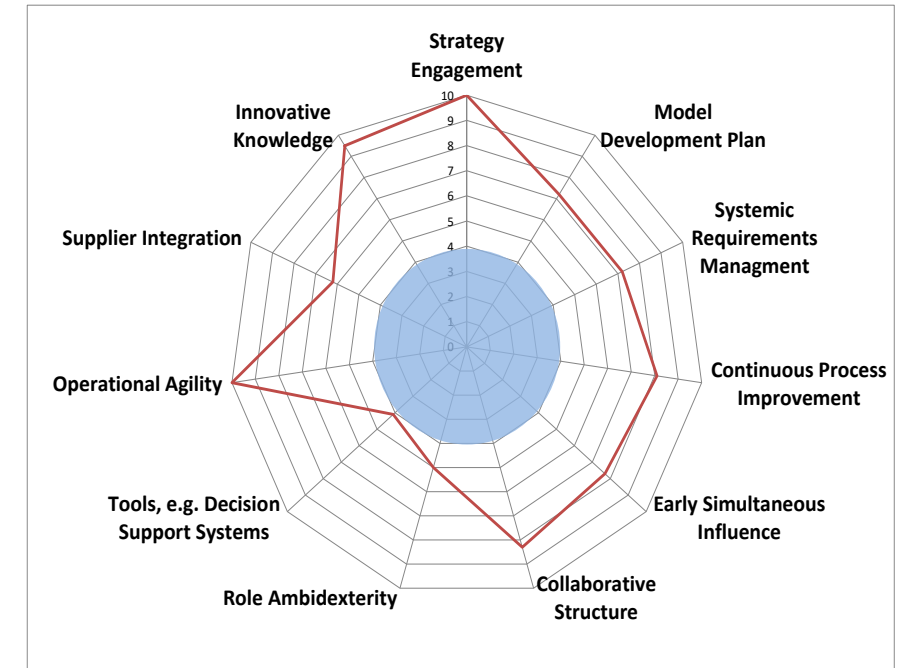 Strategy
Engagement
Innovative
Knowledge
Model
Development Plan
Supplier Integration
Systemic
Requirements
Managment
Operational Agility
Continuous Process
Improvement
Tools, e.g. Decision
Support Systems
Early Simultaneous
Influence
Role Ambidexterity
Collaborative
Structure
10
9
8
7
6
5
4
3
2
1
0